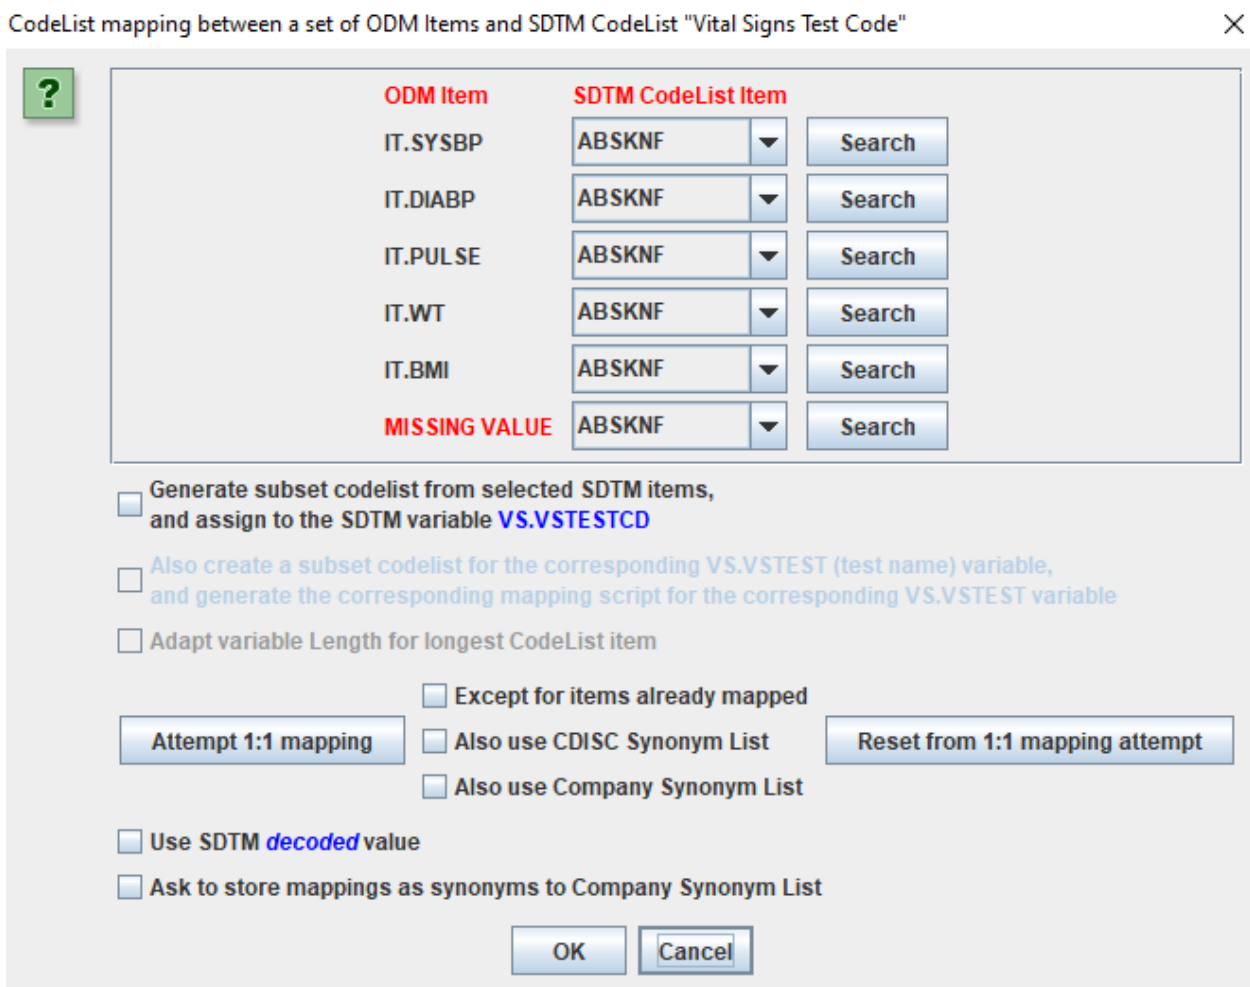 CodeList mapping between a set of ODM Items and SDTM CodeList "Vital Signs Test Code"
?
ODM Item SDTM CodeList Item
IT.SYSBP ABSKNF Search
IT.DIABP ABSKNF Search
IT.PULSE ABSKNF Search
IT.WT ABSKNF Search
IT.BMI ABSKNF Search
MISSING VALUE ABSKNF Search
Generate subset codelist from selected SDTM items,
and assign to the SDTM variable VS.VSTESTCD
Also create a subset codelist for the corresponding VS.VSTEST (test name) variable,
and generate the corresponding mapping script for the corresponding VS.VSTEST variable
Adapt variable Length for longest CodeList item
Except for items already mapped
Attempt 1:1 mapping Also use CDISC Synonym List Reset from 1:1 mapping attempt
Also use Company Synonym List
Use SDTM decoded value
Ask to store mappings as synonyms to Company Synonym List
OK Cancel